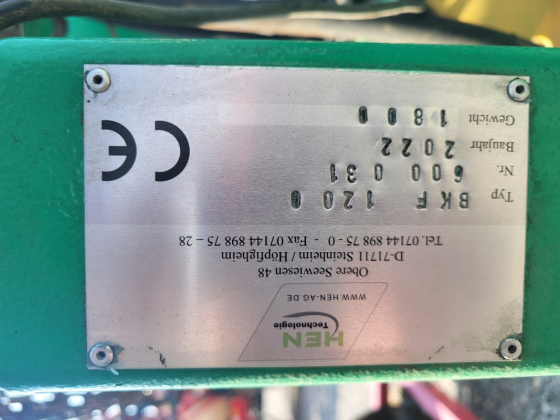 HEN
Technologie
WWW.HEN-AG.DE
Obere Seewiesen 48
D-71711 Steinheim / Höpfigheim
Tel. 07144 898 75 - 0 - Fax 07144 898 75 - 28
Typ BKF 1200
Nr. 600 031
Baujahr 2022
Gewicht 1800
CE